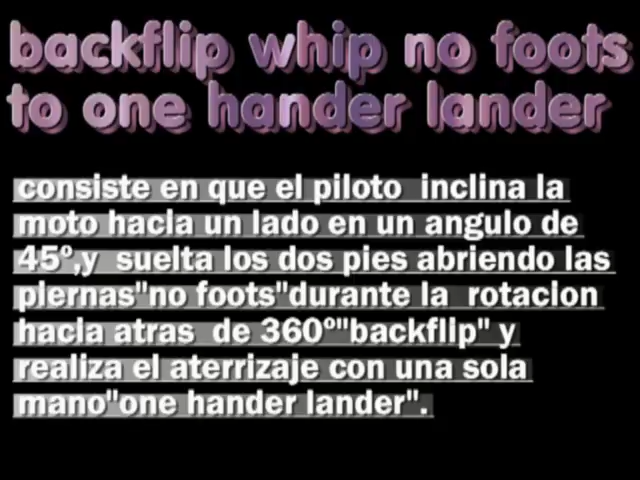 backflip whip no foots
to one hander lander
consiste en que el piloto inclina la
moto hacia un lado en un angulo de
45º,y suelta los dos pies abriendo las
piernas"no foots"durante la rotacion
hacia atras de 360º"backflip" y
realiza el aterrizaje con una sola
mano"one hander lander".